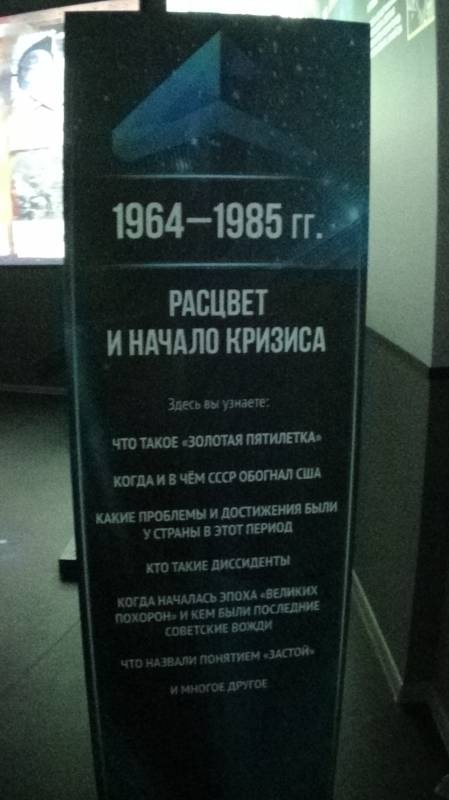 1964–1985 гг.
РАСЦВЕТ
И НАЧАЛО КРИЗИСА
Здесь вы узнаете:
ЧТО ТАКОЕ «ЗОЛОТАЯ ПЯТИЛЕТКА»
КОГДА И В ЧЁМ СССР ОБОГНАЛ США
КАКИЕ ПРОБЛЕМЫ И ДОСТИЖЕНИЯ БЫЛИ
У СТРАНЫ В ЭТОТ ПЕРИОД
КТО ТАКИЕ ДИССИДЕНТЫ
КОГДА НАЧАЛАСЬ ЭПОХА «ВЕЛИКИХ
ПОХОРОН» И КЕМ БЫЛИ ПОСЛЕДНИЕ
СОВЕТСКИЕ ВОЖДИ
ЧТО НАЗВАЛИ ПОНЯТИЕМ «ЗАСТОЙ»
И МНОГОЕ ДРУГОЕ